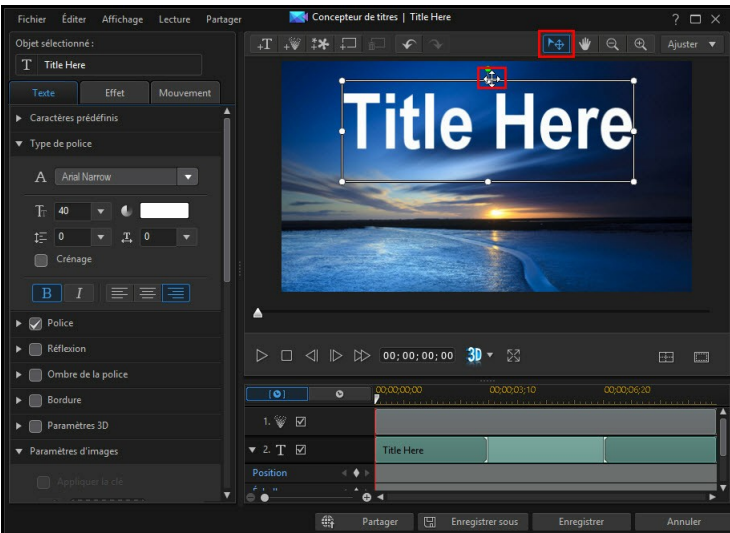 Fichier Éditer Affichage Lecture Partager
Concepteur de titres | Title Here
Objet sélectionné :
T Title Here
Texte Effet Mouvement
Caractères prédéfinis
Type de police
Arial Narrow
40
0 0
Crénage
B I
Police
Réflexion
Ombre de la police
Bordure
Paramètres 3D
Paramètres d'images
Appliquer la clé
Ajuster
Title Here
00;00;00;00 3D
00;00;00;00 00;00;03;10 00;00;06;20
1.
2. T Title Here
Position
Partager Enregistrer sous Enregistrer Annuler